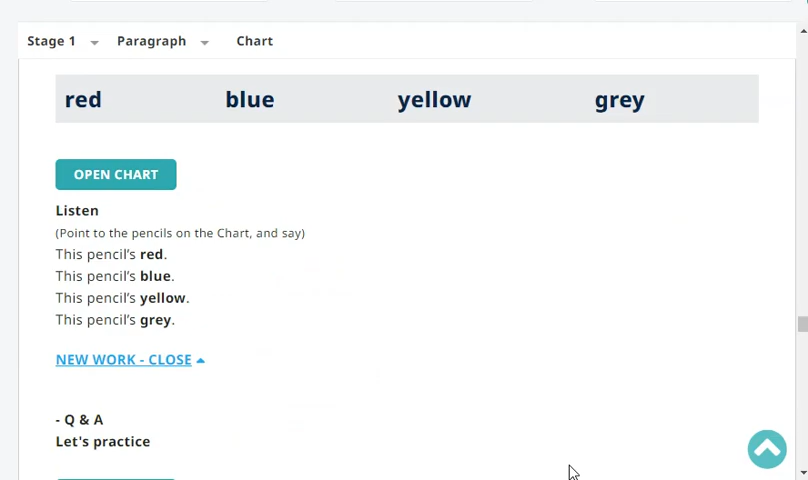 Stage 1 Paragraph Chart
red blue yellow grey
OPEN CHART
Listen
(Point to the pencils on the Chart, and say)
This pencil's red.
This pencil's blue.
This pencil's yellow.
This pencil's grey.
NEW WORK - CLOSE
- Q & A
Let's practice